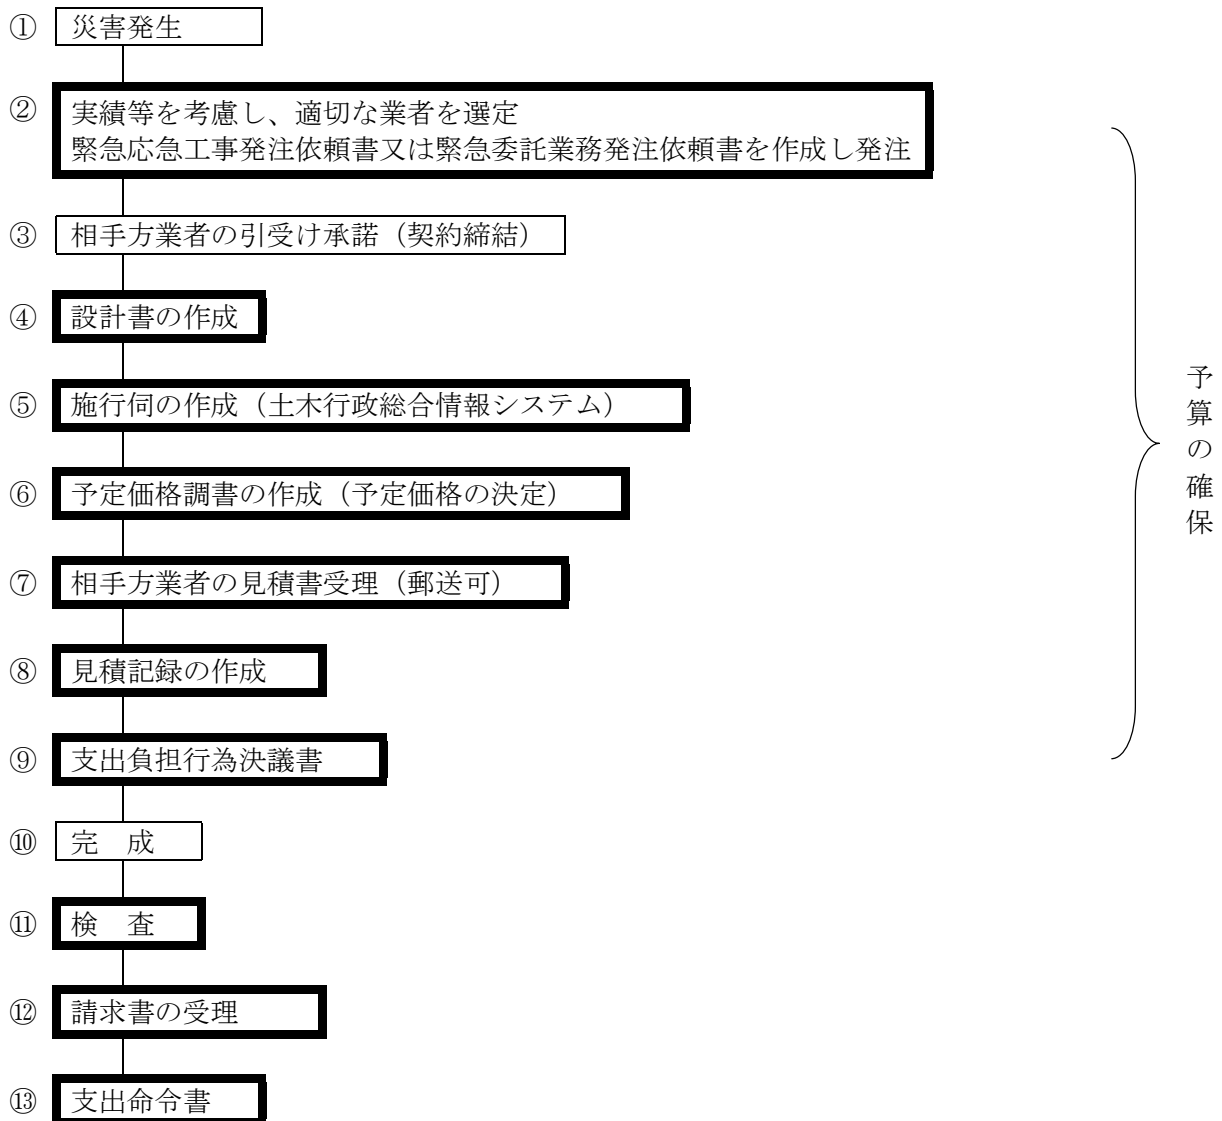 ① 災害発生
② 実績等を考慮し、適切な業者を選定
緊急応急工事発注依頼書又は緊急委託業務発注依頼書を作成し発注
③ 相手方業者の引受け承諾（契約締結）
④ 設計書の作成
⑤ 施行伺の作成（土木行政総合情報システム）
⑥ 予定価格調書の作成（予定価格の決定）
⑦ 相手方業者の見積書受理（郵送可）
⑧ 見積記録の作成
⑨ 支出負担行為決議書
⑩ 完　成
⑪ 検　査
⑫ 請求書の受理
⑬ 支出命令書
予算の確保